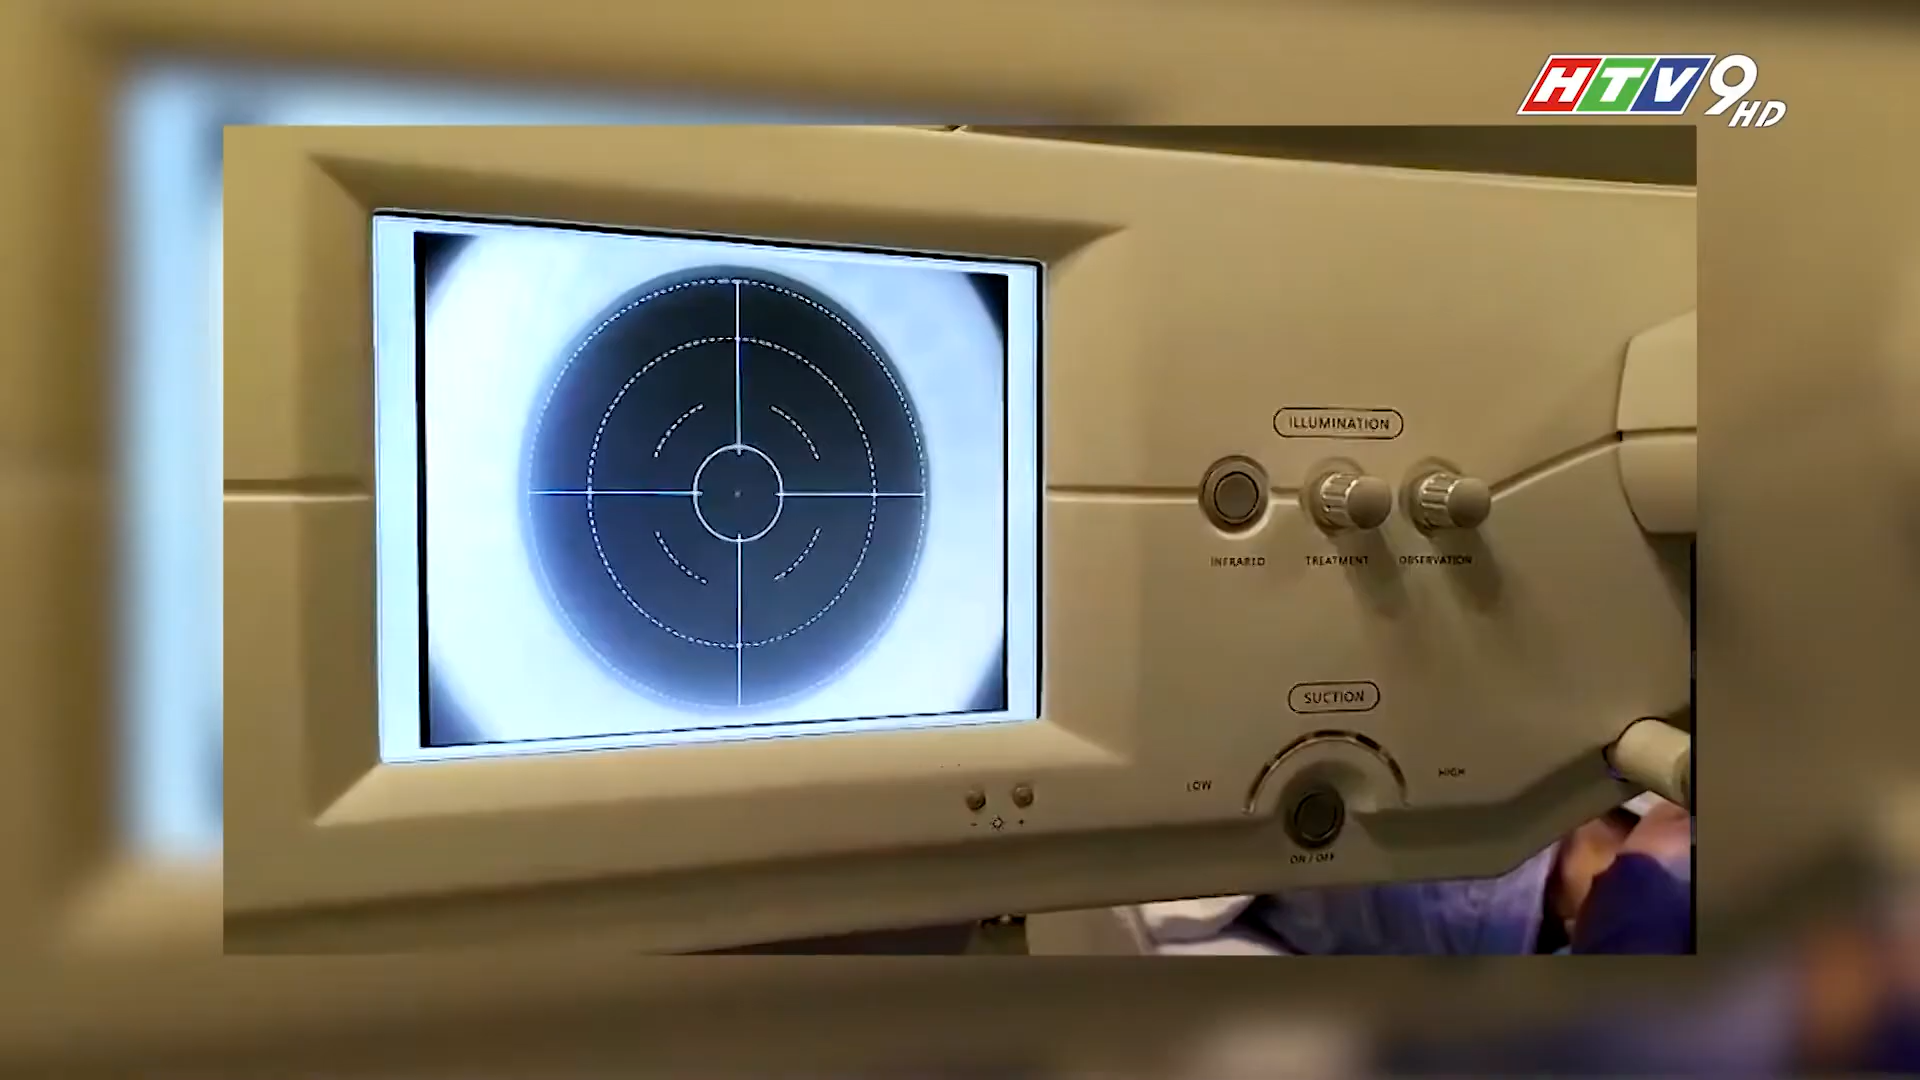 HTV9
HD
ILLUMINATION
INFRARED
TREATMENT
OBSERVATION
SUCTION
LOW
HIGH
- +
ON / OFF